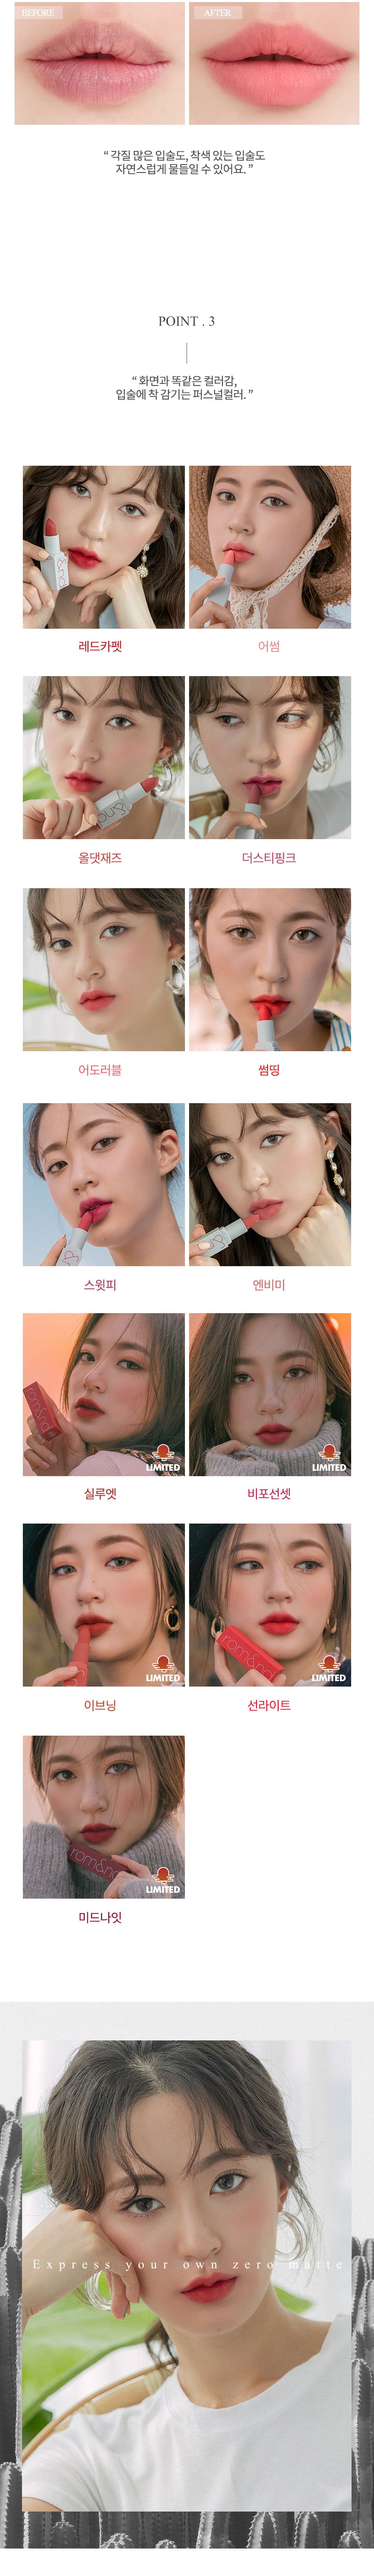 BEFORE
AFTER
“ 각질 많은 입술도, 착색 있는 입술도
자연스럽게 물들일 수 있어요. ”
POINT . 3
“ 화면과 똑같은 컬러감,
입술에 착 감기는 퍼스널컬러. ”
레드카펫
어썸
올댓재즈
더스티핑크
어도러블
썸띵
스윗피
엔비미
rom&nd
LIMITED
LIMITED
실루엣
비포선셋
LIMITED
rom&nd
LIMITED
이브닝
선라이트
rom&nd
LIMITED
미드나잇
Express your own zero matte